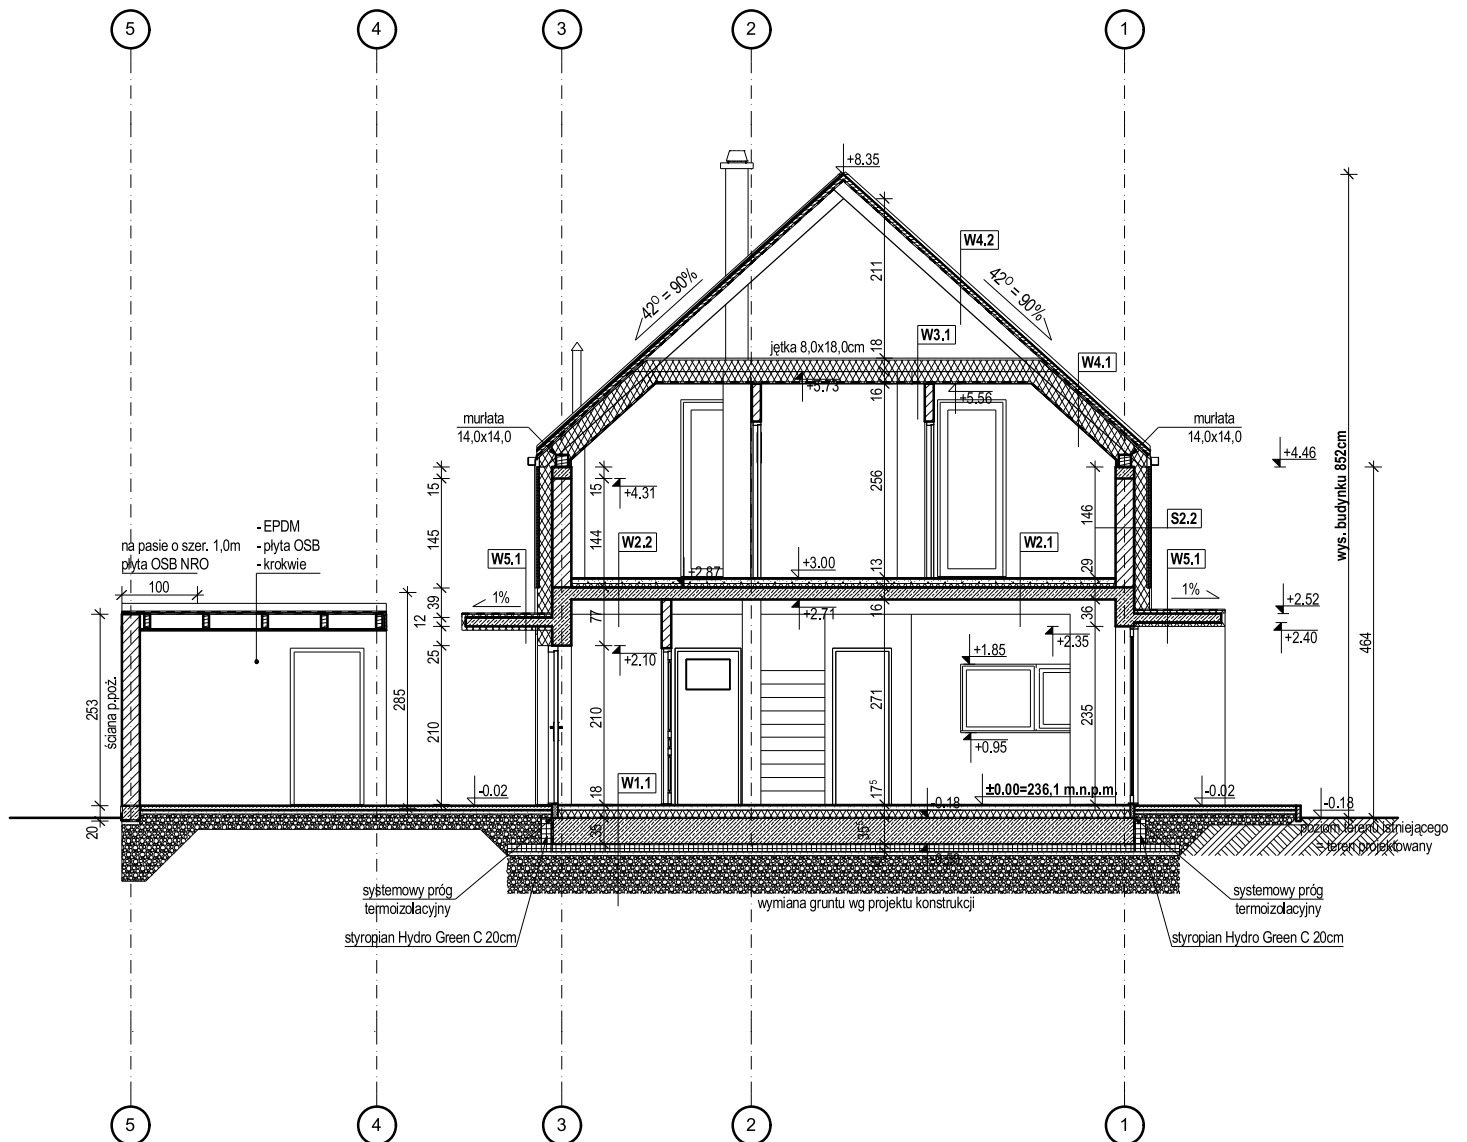 5
4
3
2
1
+8.35
W4.2
211
42° = 90%
42° = 90%
wys. budynku 852cm
W3.1
18
jętka 8,0x18,0cm
W4.1
+5.73
16
+5.56
murłata
14,0x14,0
murłata
14,0x14,0
+4.46
15
15
+4.31
256
146
S2.2
- EPDM
na pasie o szer. 1,0m
- płyta OSB
płyta OSB NRO
- krokwie
145
144
W5.1
W2.2
W2.1
W5.1
100
+2.87
+3.00
13
29
1%
39
12
77
16
+2.71
36
1%
+2.52
+2.40
25
+2.10
+2.35
+1.85
464
253
ściana p.poż.
285
210
210
271
235
+0.95
W1.1
18
17⁵
±0.00=236,1 m.n.p.m.
-0.02
-0.18
-0.02
-0.18
20
35
35⁵
poziom terenu istniejącego
= teren projektowany
systemowy próg
termoizolacyjny
wymiana gruntu wg projektu konstrukcji
systemowy próg
termoizolacyjny
styropian Hydro Green C 20cm
styropian Hydro Green C 20cm
5
4
3
2
1